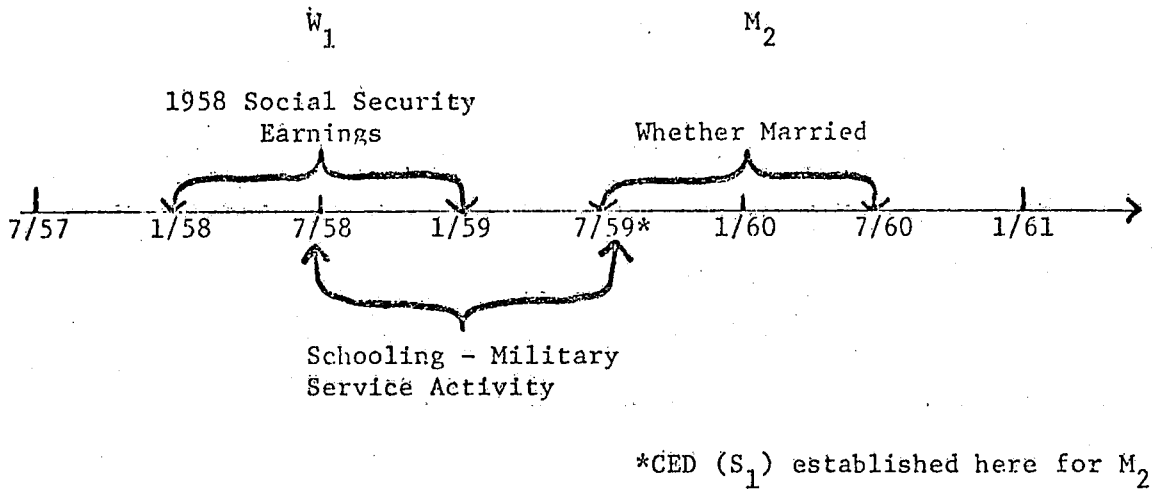 W1 M2
1958 Social Security
Earnings
Whether Married
7/57 1/58 7/58 1/59 7/59* 1/60 7/60 1/61
Schooling - Military
Service Activity
*CED (S1) established here for M2